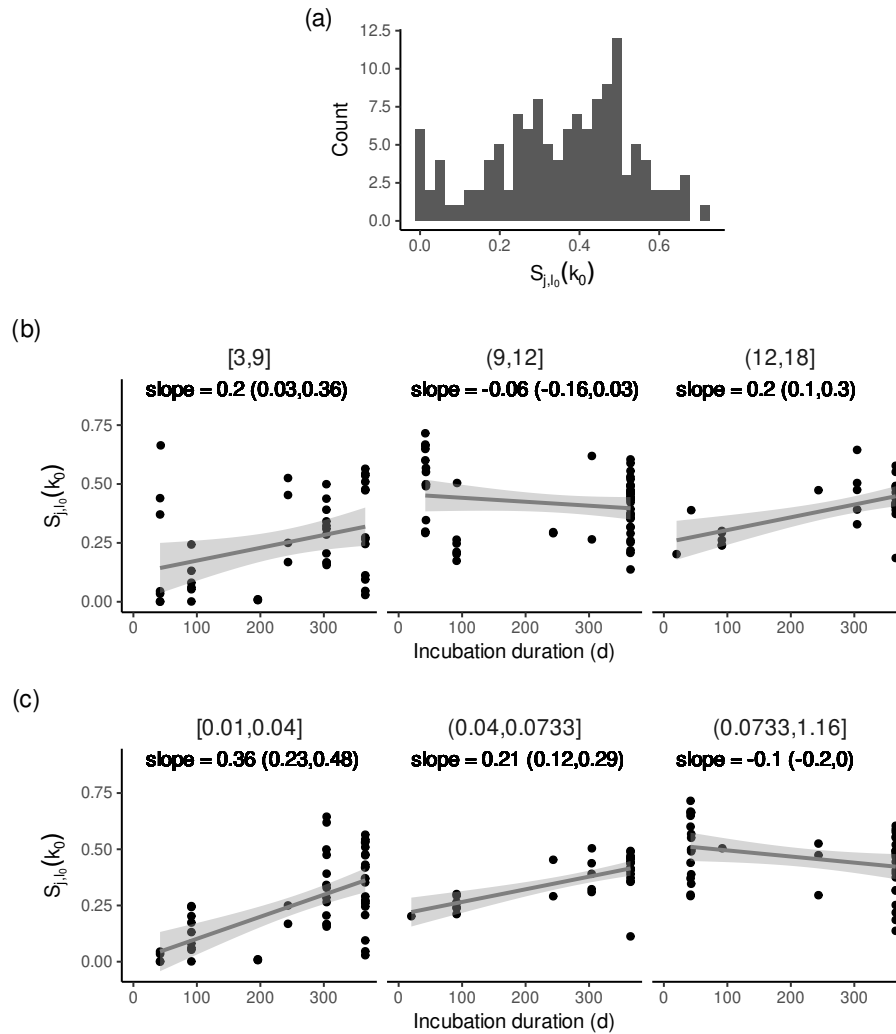 (a)
12.5
10.0
7.5
5.0
2.5
0.0
Count
0.0 0.2 0.4 0.6
S_{j,l_0}(k_0)
(b)
[3,9] (9,12] (12,18]
slope = 0.2 (0.03,0.36) slope = -0.06 (-0.16,0.03) slope = 0.2 (0.1,0.3)
0.75
0.50
0.25
0.00
S_{j,l_0}(k_0)
0 100 200 300 0 100 200 300 0 100 200 300
Incubation duration (d)
(c)
[0.01,0.04] (0.04,0.0733] (0.0733,1.16]
slope = 0.36 (0.23,0.48) slope = 0.21 (0.12,0.29) slope = -0.1 (-0.2,0)
0.75
0.50
0.25
0.00
S_{j,l_0}(k_0)
0 100 200 300 0 100 200 300 0 100 200 300
Incubation duration (d)